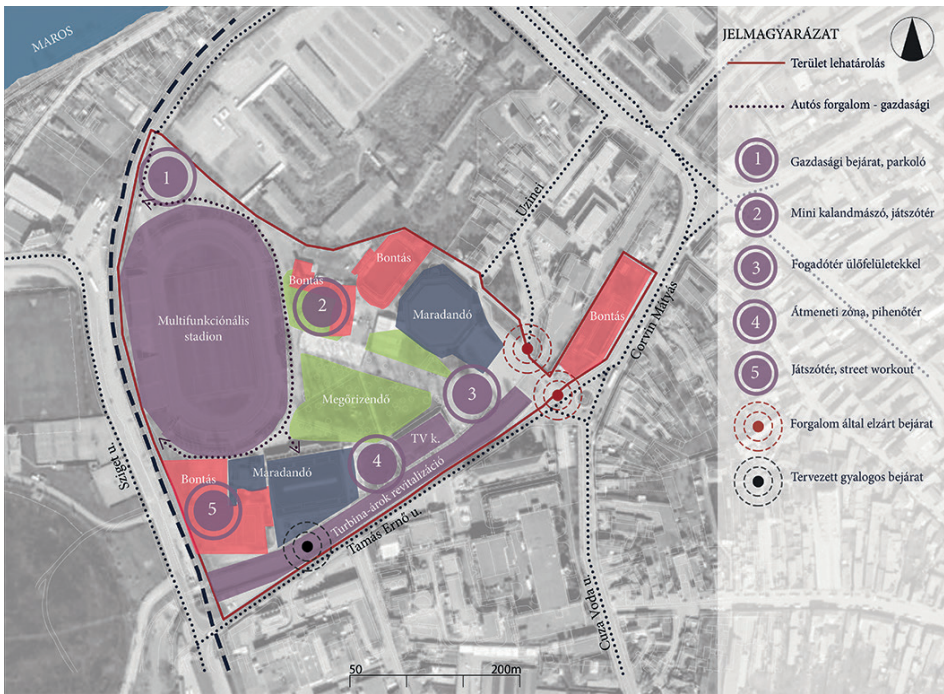 MAROS
JELMAGYARÁZAT
Terület lehatárolás
Autós forgalom - gazdasági
1
Gazdasági bejárat, parkoló
2
Mini kalandmászó, játszótér
3
Fogadótér ülőfelületekkel
4
Átmeneti zóna, pihenőtér
5
Játszótér, street workout
Forgalom által elzárt bejárat
Tervezett gyalogos bejárat
1
Uzinei
Bontás
Bontás
2
Maradandó
Bontás
Corvin Mátyás
Multifunkciónális
stadion
Megőrizendő
3
TV k.
4
Maradandó
Bontás
5
Turbina-árok revitalizáció
Tamás Ernő u.
Sziget u.
Cuza Voda u.
50
200m